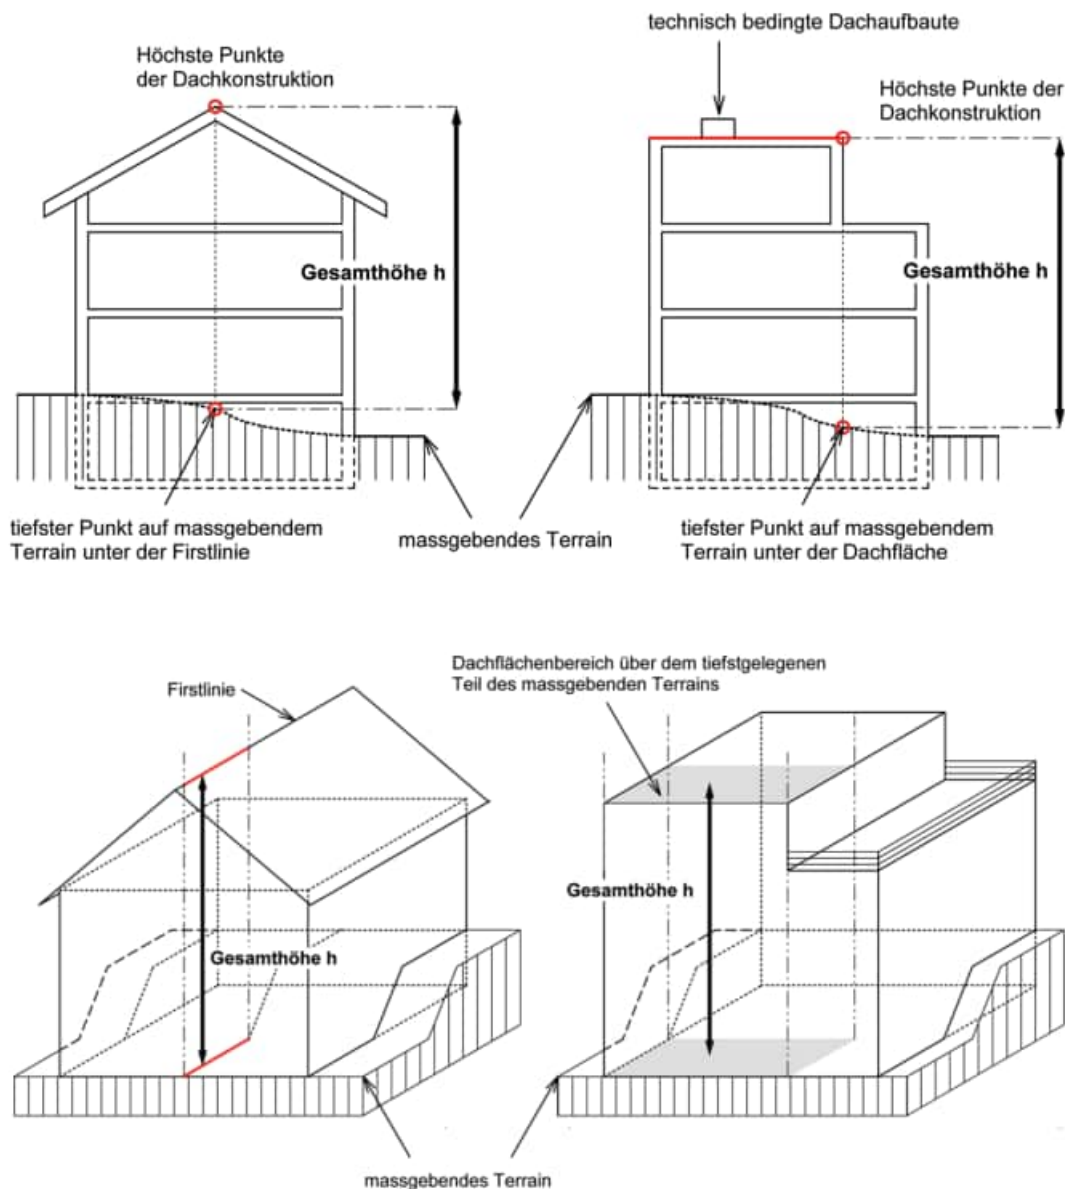 technisch bedingte Dachaufbaute
Höchste Punkte
der Dachkonstruktion
Höchste Punkte der
Dachkonstruktion
Gesamthöhe h
Gesamthöhe h
tiefster Punkt auf massgebendem
Terrain unter der Firstlinie
massgebendes Terrain
tiefster Punkt auf massgebendem
Terrain unter der Dachfläche
Dachflächenbereich über dem tiefstgelegenen
Teil des massgebenden Terrains
Firstlinie
Gesamthöhe h
Gesamthöhe h
massgebendes Terrain